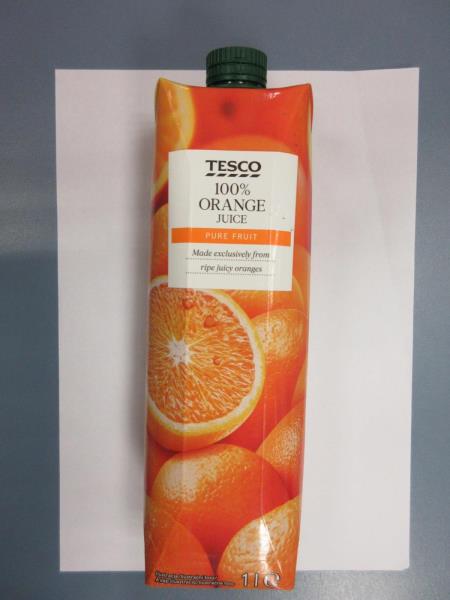 TESCO
100%
ORANGE
JUICE
PURE FRUIT
Made exclusively from
ripe juicy oranges
1l e